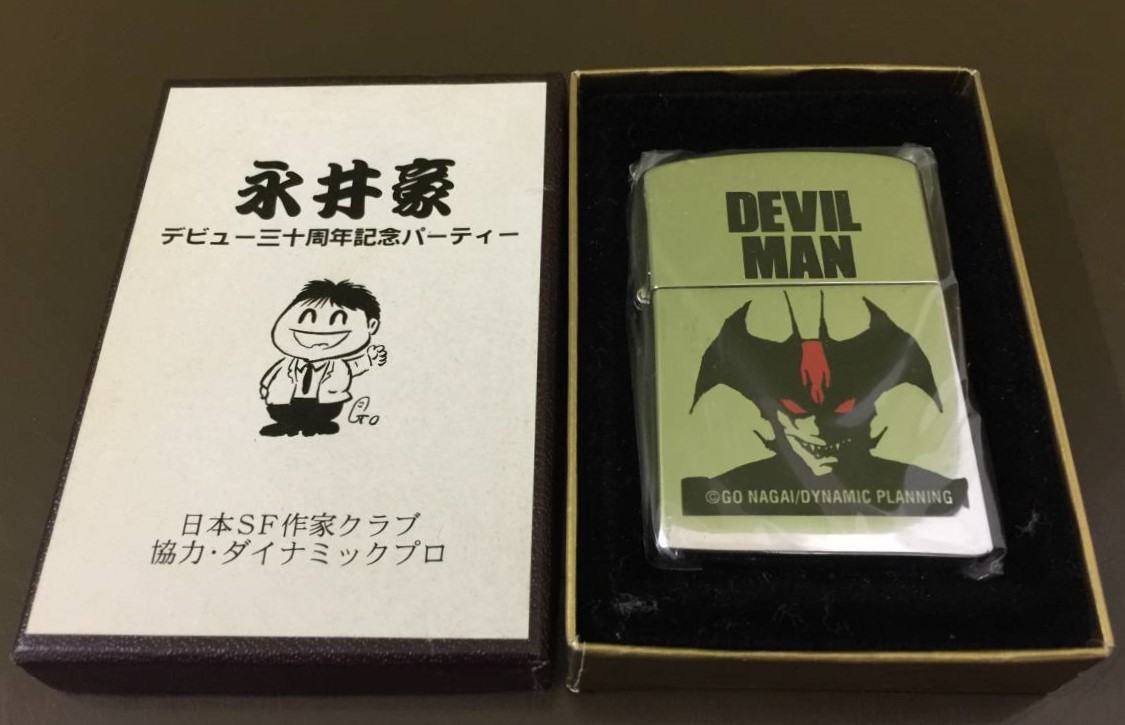 永井豪
デビュー三十周年記念パーティー
Go
日本SF作家クラブ
協力・ダイナミックプロ
DEVIL
MAN
©GO NAGAI/DYNAMIC PLANNING